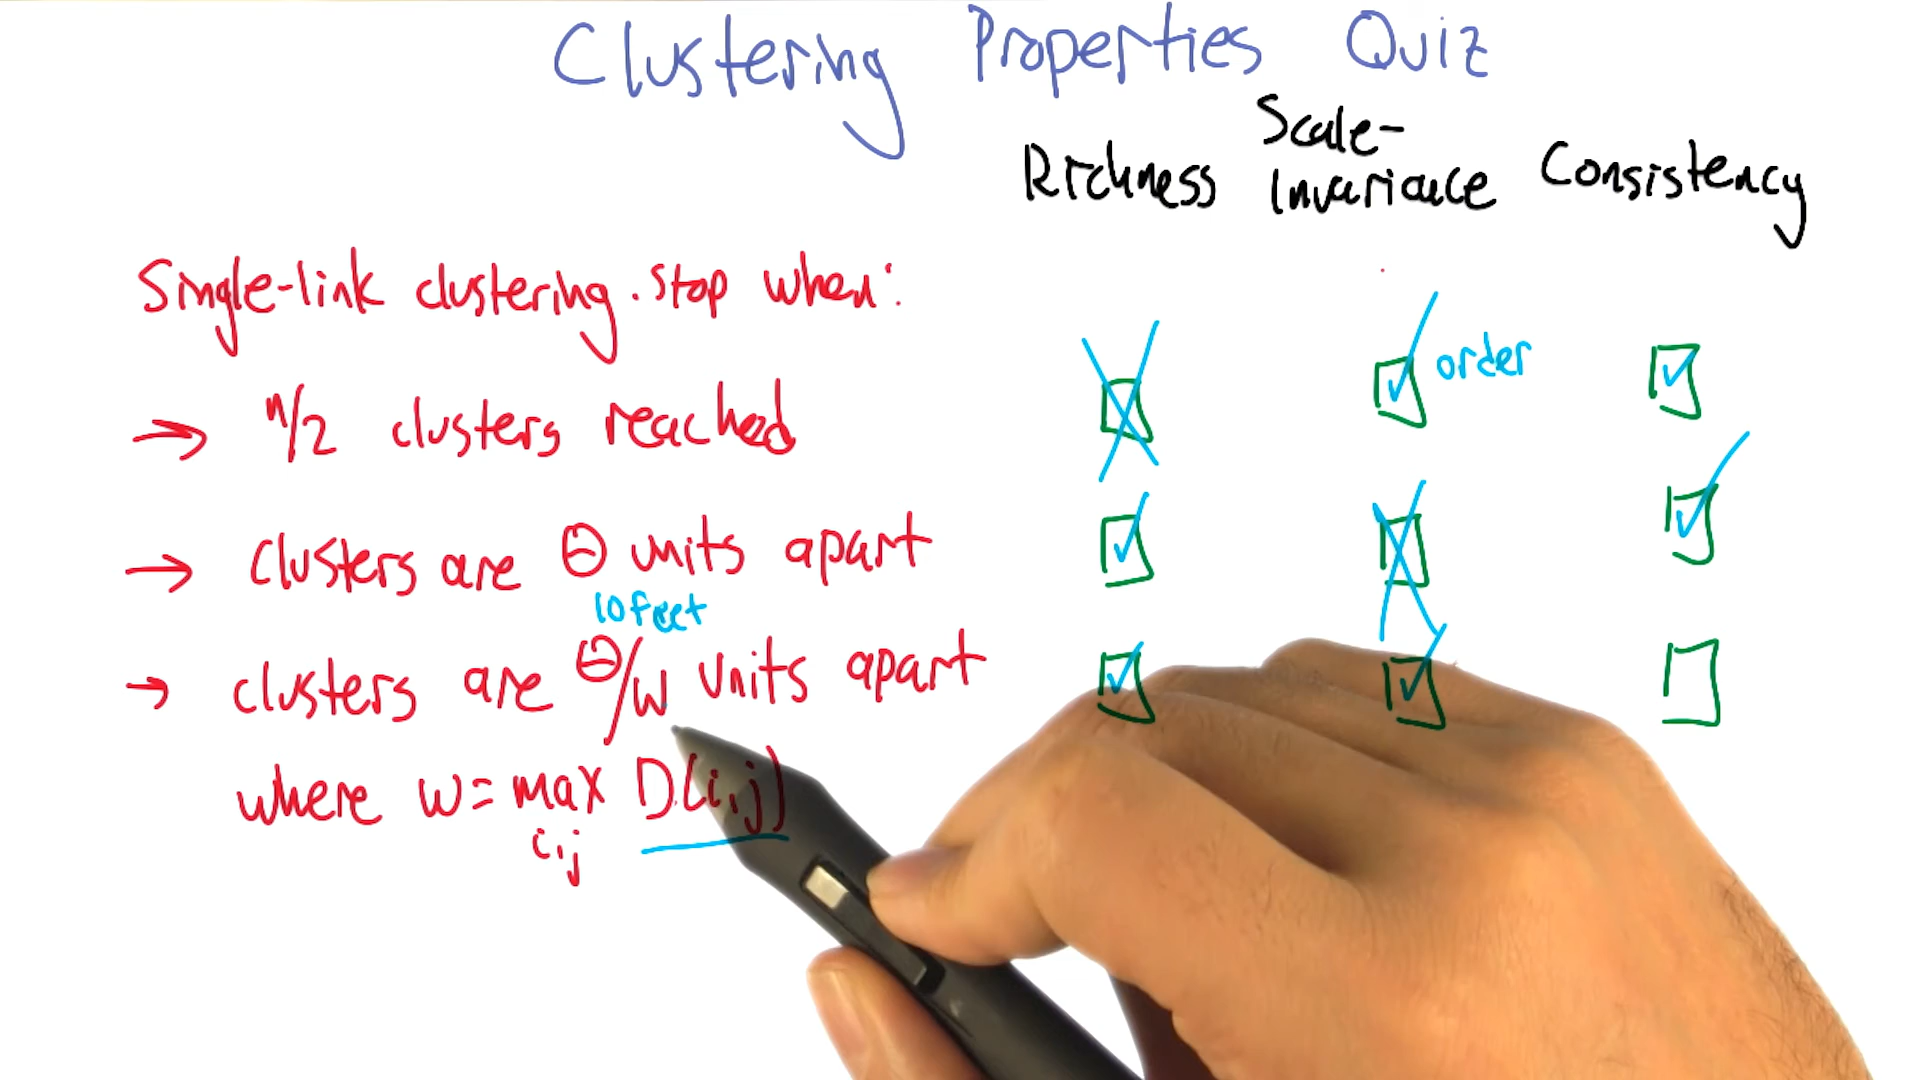 Clustering Properties Quiz
Richness Scale-Invariance Consistency
Single-link clustering. stop when:
→ n/2 clusters reached
order
→ clusters are Θ units apart
10 feet
→ clusters are Θ/W units apart
where w = max D(i,j)
i,j